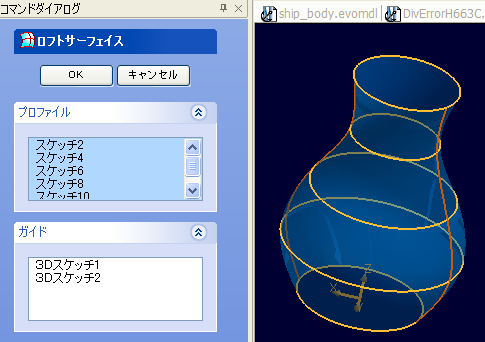 コマンドダイアログ
ロフトサーフェイス
OK
キャンセル
プロファイル
スケッチ2
スケッチ4
スケッチ6
スケッチ8
スケッチ10
ガイド
3Dスケッチ1
3Dスケッチ2
ship_body.evomdl
DivErrorH663C.
Z
X